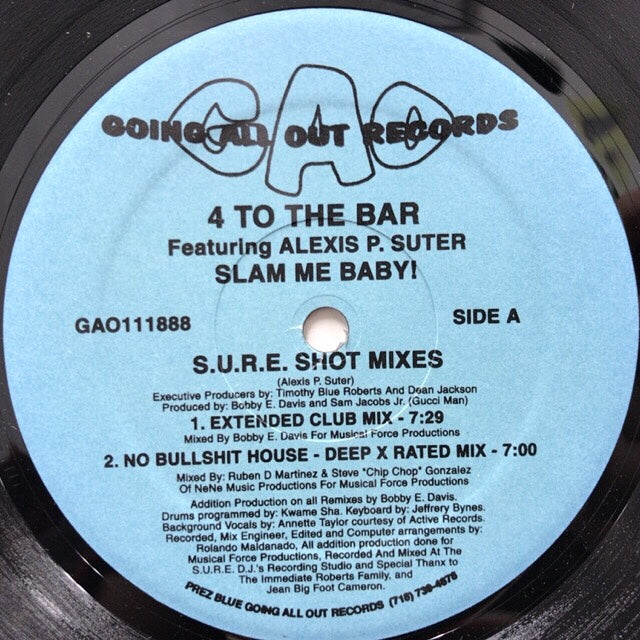 GAO
GOING ALL OUT RECORDS
4 TO THE BAR
Featuring ALEXIS P. SUTER
SLAM ME BABY!
GAO111888
SIDE A
S.U.R.E. SHOT MIXES
(Alexis P. Suter)
Executive Producers by: Timothy Blue Roberts And Dean Jackson
Produced by: Bobby E. Davis and Sam Jacobs Jr. (Gucci Man)
1. EXTENDED CLUB MIX - 7:29
Mixed By Bobby E. Davis For Musical Force Productions
2. NO BULLSHIT HOUSE - DEEP X RATED MIX - 7:00
Mixed By: Ruben D Martinez & Steve "Chip Chop" Gonzalez
Of NeNe Music Productions For Musical Force Productions
Addition Production on all Remixes by Bobby E. Davis.
Drums programmed by: Kwame Sha. Keyboard by: Jeffrery Bynes.
Background Vocals by: Annette Taylor courtesy of Active Records.
Recorded, Mix Engineer, Edited and Computer arrangements by:
Rolando Maldanado, All addition production done for
Musical Force Productions, Recorded And Mixed At The
S.U.R.E. D.J.'s Recording Studio and Special Thanx to
The Immediate Roberts Family, and
Jean Big Foot Cameron.
PREZ BLUE GOING ALL OUT RECORDS (718) 736-4878